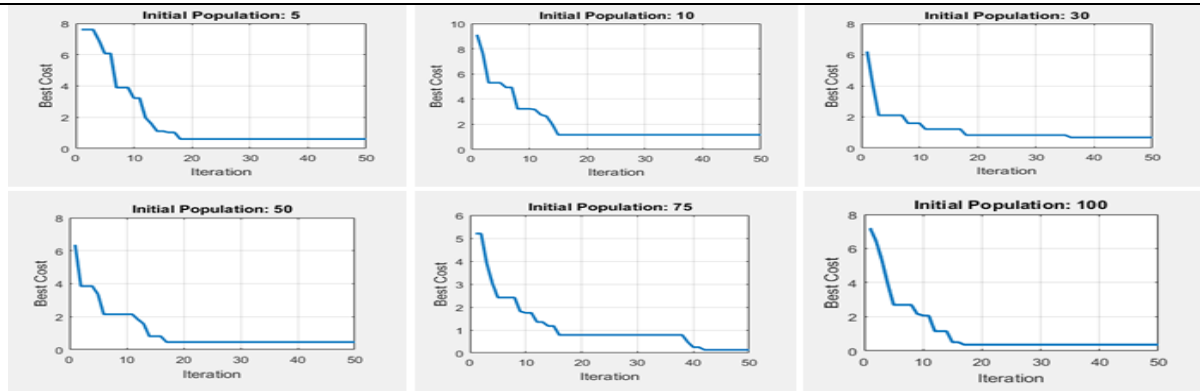 Initial Population: 5
8
6
4
2
0
Best Cost
0 10 20 30 40 50
Iteration
Initial Population: 10
10
8
6
4
2
0
Best Cost
0 10 20 30 40 50
Iteration
Initial Population: 30
8
6
4
2
0
Best Cost
0 10 20 30 40 50
Iteration
Initial Population: 50
8
6
4
2
0
Best Cost
0 10 20 30 40 50
Iteration
Initial Population: 75
6
5
4
3
2
1
0
Best Cost
0 10 20 30 40 50
Iteration
Initial Population: 100
8
6
4
2
0
Best Cost
0 10 20 30 40 50
Iteration